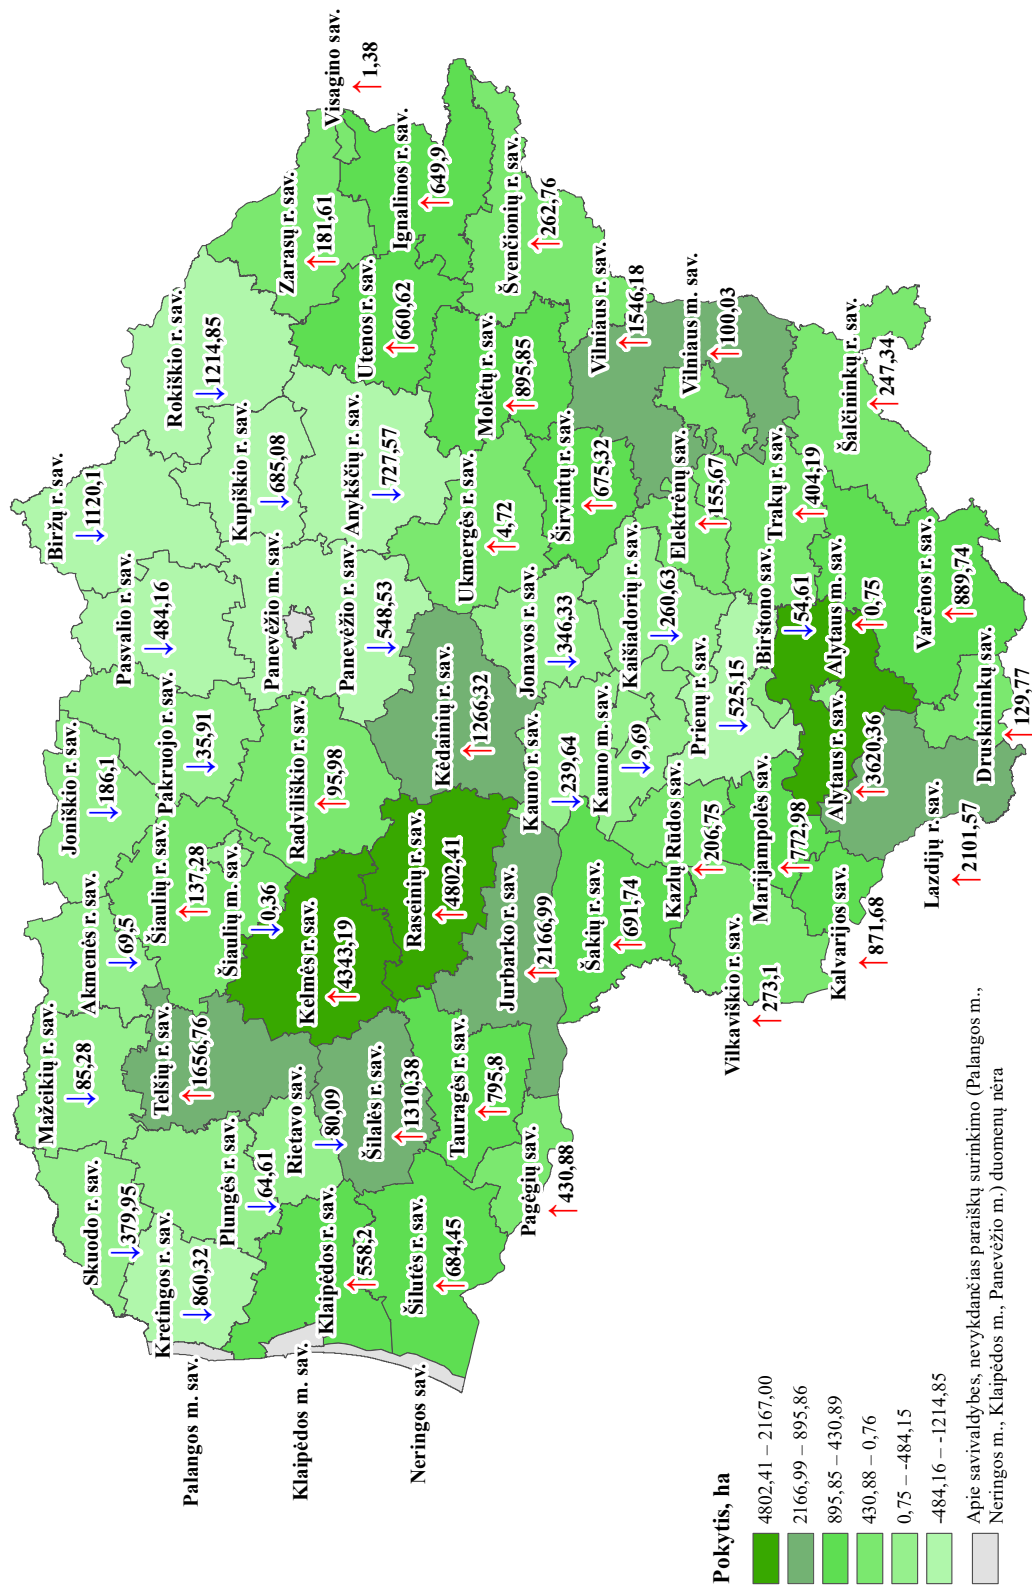 Skuodo r. sav.
↓379,95
Mažeikių r. sav.
↓85,28
Akmenės r. sav.
↓69,5
Joniškio r. sav.
↓186,1
Pasvalio r. sav.
↓484,16
Biržų r. sav.
↓1120,1
Rokiškio r. sav.
↓1214,85
Palangos m. sav.
Kretingos r. sav.
↓860,32
Plungės r. sav.
↓64,61
Telšių r. sav.
↑1656,76
Šiaulių r. sav.
↑137,28
Šiaulių m. sav.
↓0,36
Pakruojo r. sav.
↓35,91
Panevėžio m. sav.
Kupiškio r. sav.
↓685,08
Zarasų r. sav.
↑181,61
Visagino sav.
↑1,38
Klaipėdos m. sav.
Klaipėdos r. sav.
↑558,2
Rietavo sav.
↓80,09
Kelmės r. sav.
↑4343,19
Radviliškio r. sav.
↑95,98
Panevėžio r. sav.
↓548,53
Anykščių r. sav.
↓727,57
Utenos r. sav.
↑660,62
Ignalinos r. sav.
↑649,9
Neringos sav.
Šilutės r. sav.
↑684,45
Šilalės r. sav.
↑1310,38
Tauragės r. sav.
↑795,8
Raseinių r. sav.
↑4802,41
Kėdainių r. sav.
↑1266,32
Ukmergės r. sav.
↑4,72
Molėtų r. sav.
↑895,85
Švenčionių r. sav.
↑262,76
Pagėgių sav.
↑430,88
Jurbarko r. sav.
↑2166,99
Kauno r. sav.
↓239,64
Jonavos r. sav.
↓346,33
Širvintų r. sav.
↑675,32
Vilniaus r. sav.
↑1546,18
Šakių r. sav.
↑691,74
Kauno m. sav.
↓9,69
Kaišiadorių r. sav.
↓260,63
Elektrėnų sav.
↑155,67
Vilniaus m. sav.
↑100,03
Vilkaviškio r. sav.
↑273,1
Kazlų Rūdos sav.
↑206,75
Prienų r. sav.
↓525,15
Birštono sav.
↓54,61
Trakų r. sav.
↑404,19
Marijampolės sav.
↑772,98
Kalvarijos sav.
↑871,68
Alytaus r. sav.
↑3620,36
Alytaus m. sav.
↑0,75
Šalčininkų r. sav.
↑247,34
Lazdijų r. sav.
↑2101,57
Varėnos r. sav.
↑889,74
Druskininkų sav.
↑129,77
Pokytis, ha
4802,41 – 2167,00
2166,99 – 895,86
895,85 – 430,89
430,88 – 0,76
0,75 – -484,15
-484,16 – -1214,85
Apie savivaldybes, nevykdančias paraiškų surinkimo (Palangos m.,
Neringos m., Klaipėdos m., Panevėžio m.) duomenų nėra